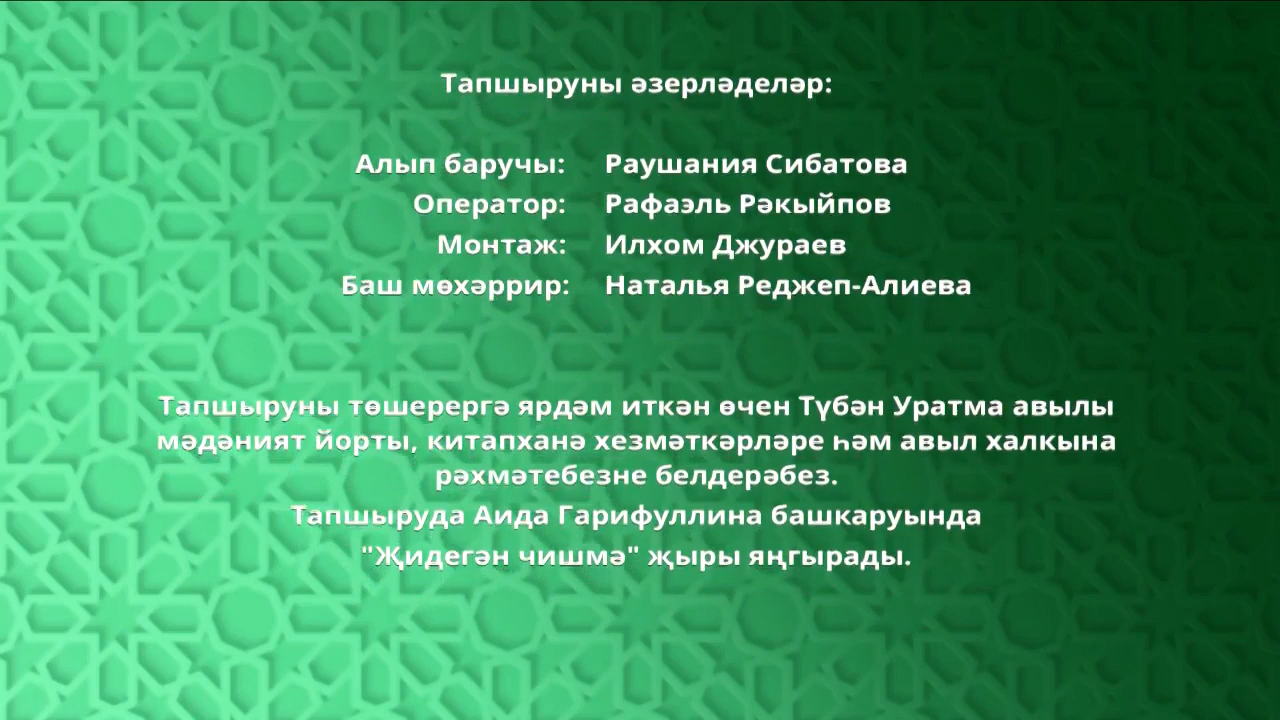 Тапшыруны әзерләделәр:
Алып баручы: Раушания Сибатова
Оператор: Рафаэль Рәкыйпов
Монтаж: Илхом Джураев
Баш мөхәррир: Наталья Реджеп-Алиева
Тапшыруны төшерергә ярдәм иткән өчен Түбән Уратма авылы
мәдәният йорты, китапханә хезмәткәрләре һәм авыл халкына
рәхмәтебезне белдерәбез.
Тапшыруда Аида Гарифуллина башкаруында
"Җидегән чишмә" җыры яңгырады.